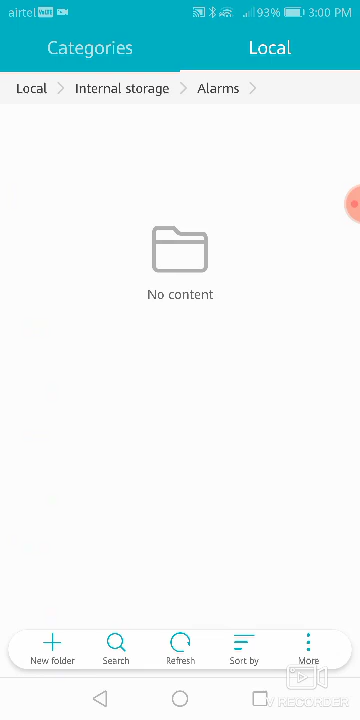 airtel VoWiFi 93% 3:00 PM
Categories Local
Local Internal storage Alarms
No content
New folder Search Refresh Sort by More
V RECORDER